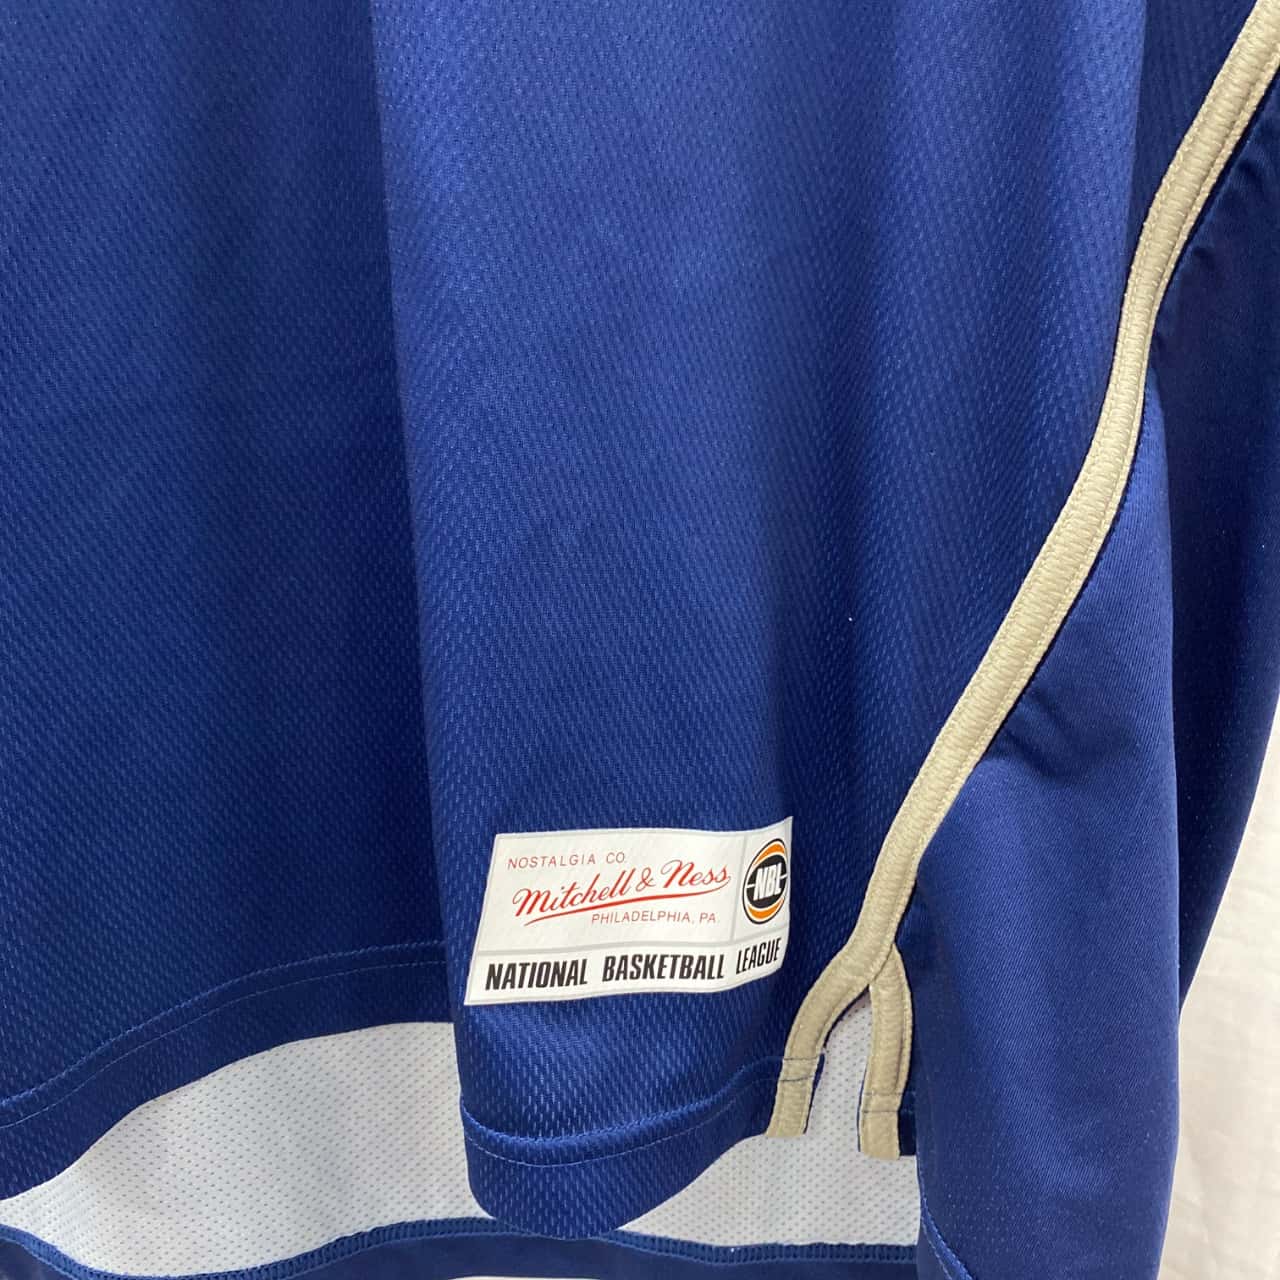 NOSTALGIA CO.
Mitchell & Ness
PHILADELPHIA, PA.
NBL
NATIONAL BASKETBALL LEAGUE